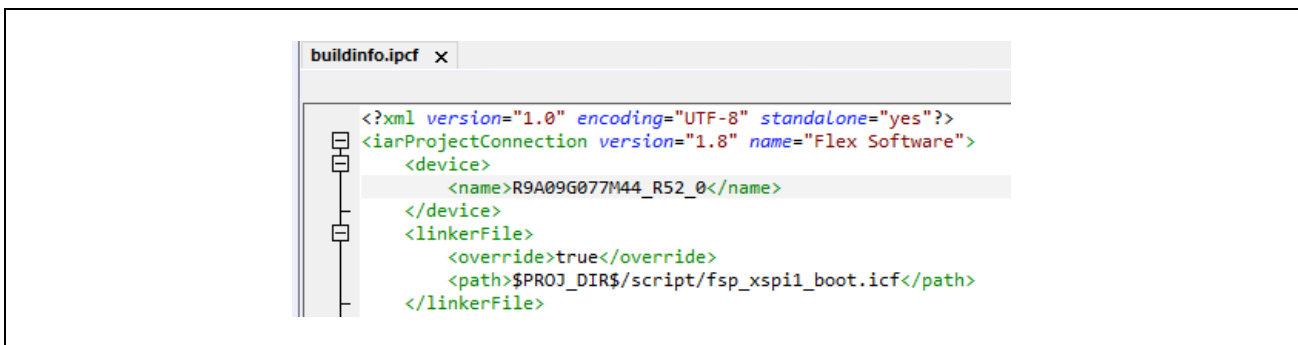 buildinfo.ipcf x
<?xml version="1.0" encoding="UTF-8" standalone="yes"?>
<iarProjectConnection version="1.8" name="Flex Software">
<device>
<name>R9A09G077M44_R52_0</name>
</device>
<linkerFile>
<override>true</override>
<path>$PROJ_DIR$/script/fsp_xspi1_boot.icf</path>
</linkerFile>